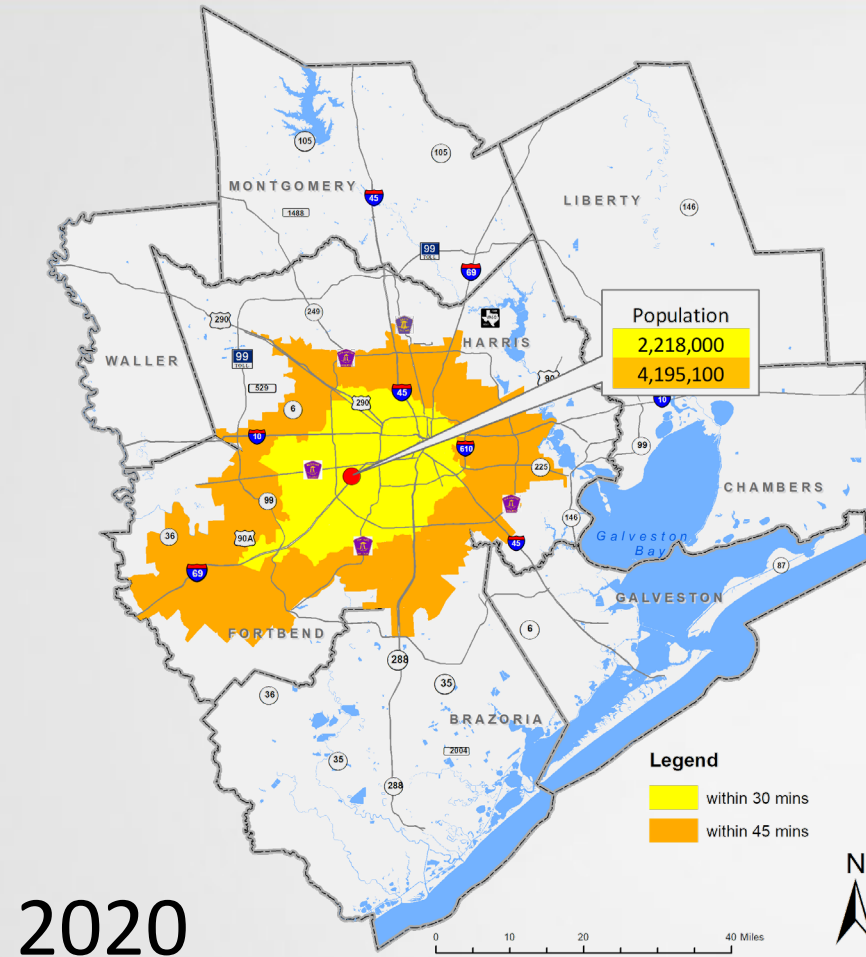 105
105
MONTGOMERY
45
LIBERTY
146
1488
99
TOLL
69
Population
2,218,000
4,195,100
290
249
HARRIS
WALLER
99
TOLL
90
529
45
290
6
10
10
610
99
225
CHAMBERS
99
146
36
90A
45
Galveston
Bay
87
69
GALVESTON
FORTBEND
6
288
35
36
BRAZORIA
2004
35
288
Legend
within 30 mins
within 45 mins
N
2020
0 10 20 40 Miles